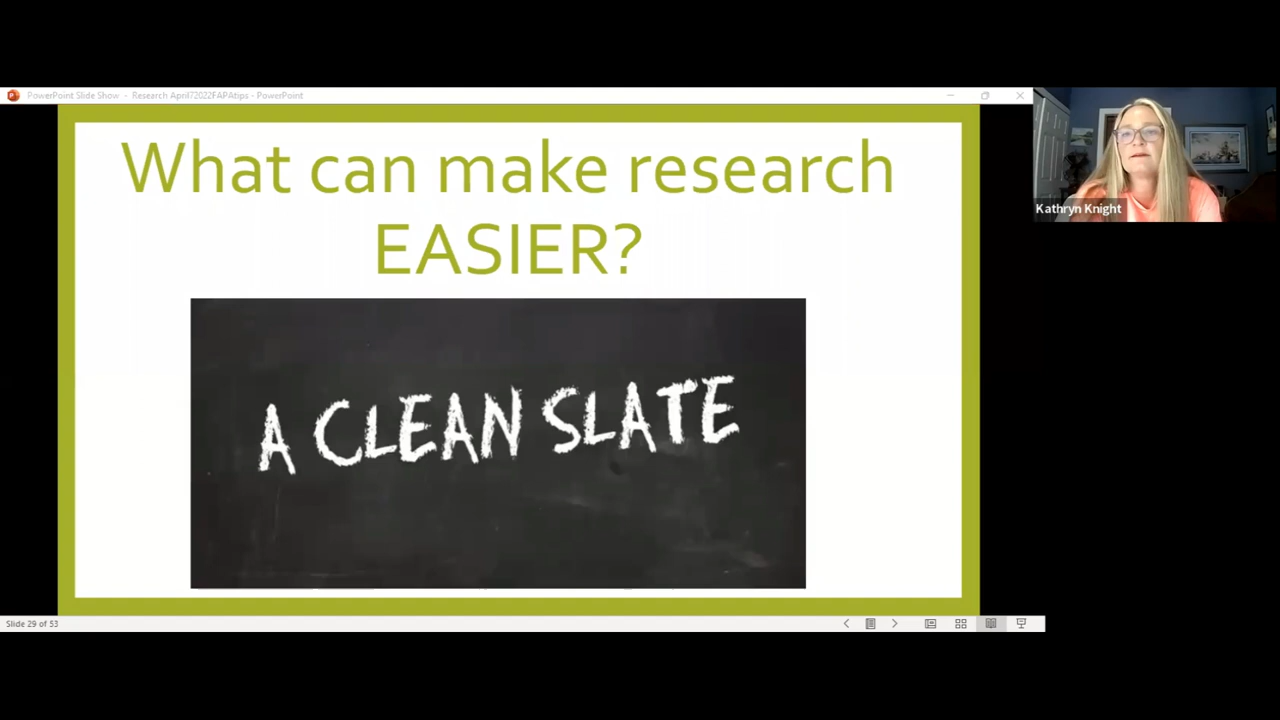 PowerPoint Slide Show - Research April72022FAPAtips - PowerPoint
What can make research
EASIER?
A CLEAN SLATE
Kathryn Knight
Slide 29 of 53